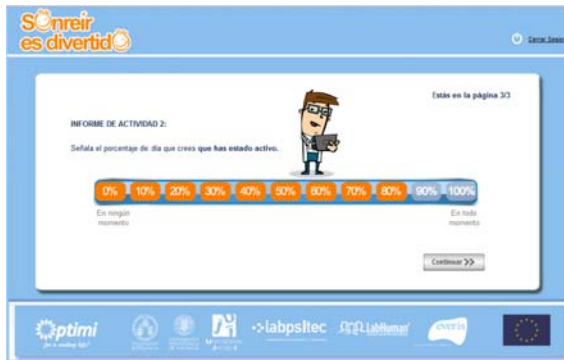 Sonreír
es divertido
Cerrar Sesión
Estás en la página 3/3
INFORME DE ACTIVIDAD 2:
Señala el porcentaje de día que crees que has estado activo.
0% 10% 20% 30% 40% 50% 60% 70% 80% 90% 100%
En ningún
momento
En todo
momento
Continuar >>
optimi
labpsitec
LabHuman
everis